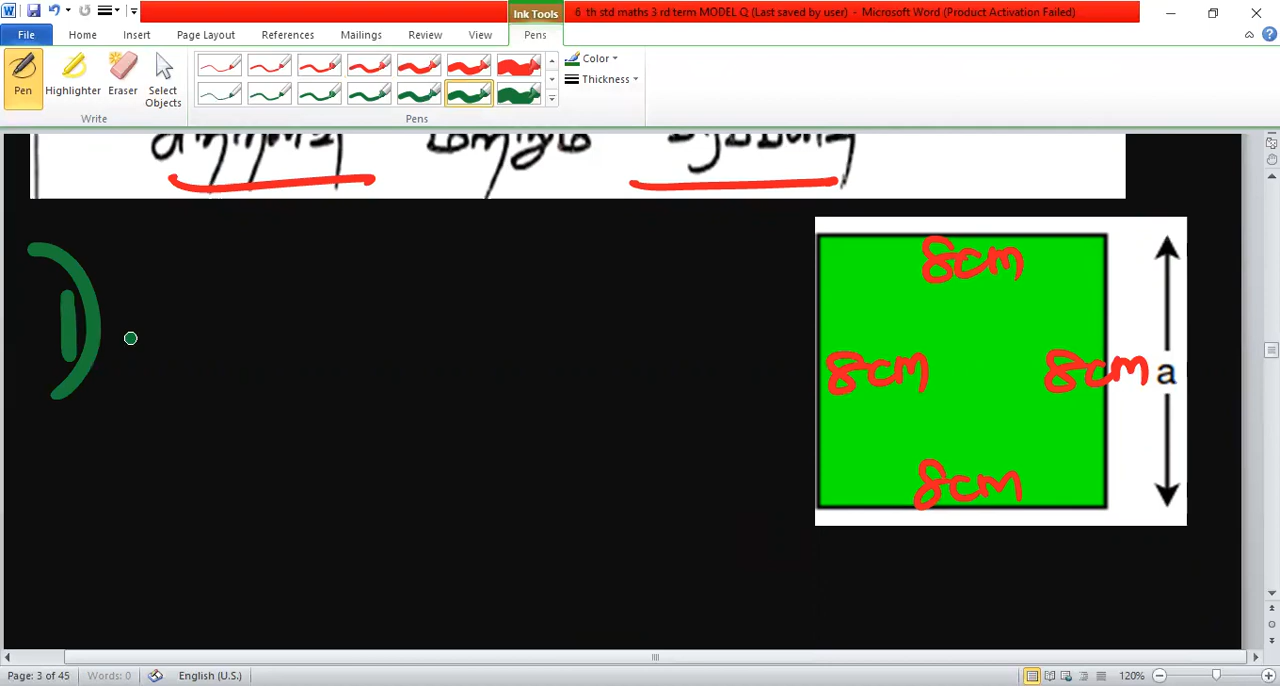 Ink Tools
6 th std maths 3 rd term MODEL Q (Last saved by user) - Microsoft Word (Product Activation Failed)
File Home Insert Page Layout References Mailings Review View Pens
Pen Highlighter Eraser Select Objects
Color
Thickness
Write Pens
1)
8cm
8cm 8cm a
8cm
Page: 3 of 45 Words: 0 English (U.S.) 120%